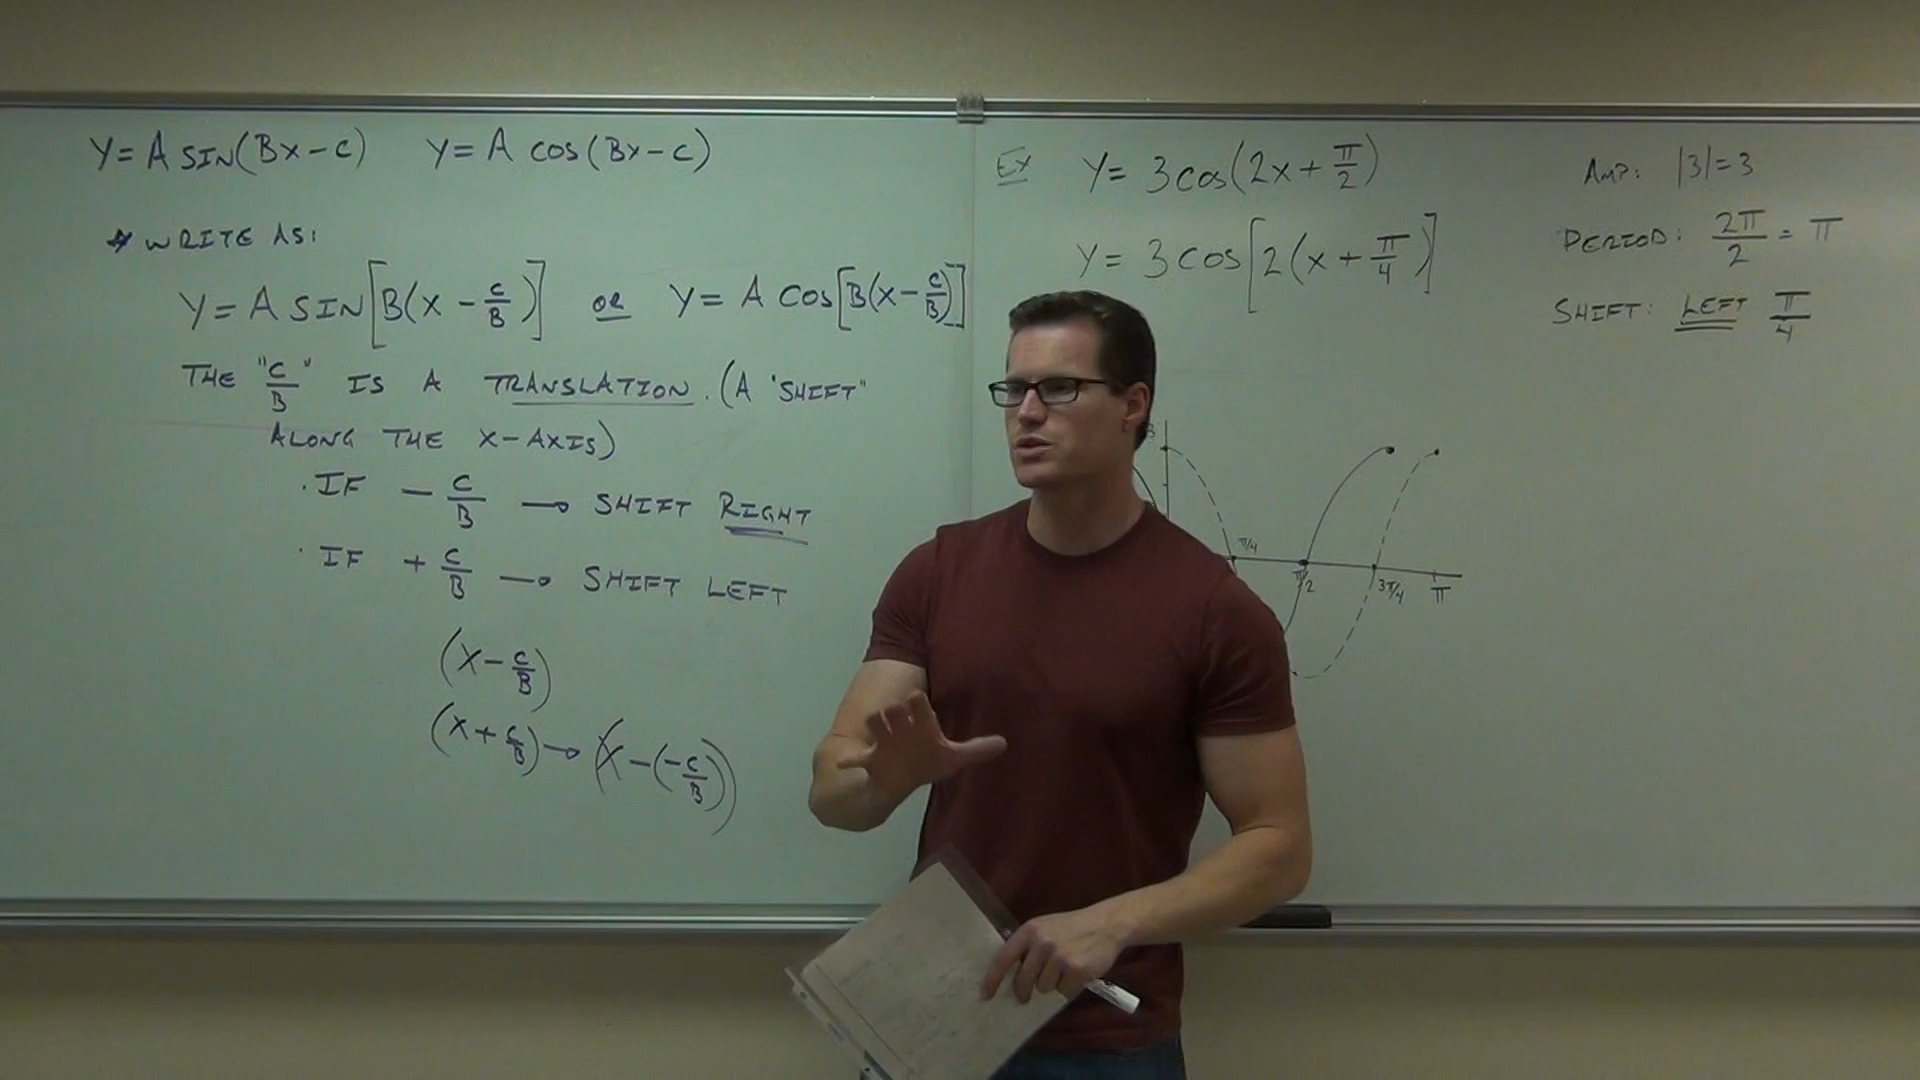 Y = A SIN(Bx - C) Y = A COS(Bx - C)
* WRITE AS:
Y = A SIN[B(X - C/B)] OR Y = A COS[B(X - C/B)]
THE "C/B" IS A TRANSLATION. (A "SHIFT"
ALONG THE X-AXIS)
· IF - C/B → SHIFT RIGHT
· IF + C/B → SHIFT LEFT
(X - C/B)
(X + C/B) → (X - (-C/B))
EX Y = 3cos(2x + π/2)
Y = 3cos[2(x + π/4)]
AMP: |3| = 3
PERIOD: 2π/2 = π
SHIFT: LEFT π/4
3
π/4 π/2 3π/4 π